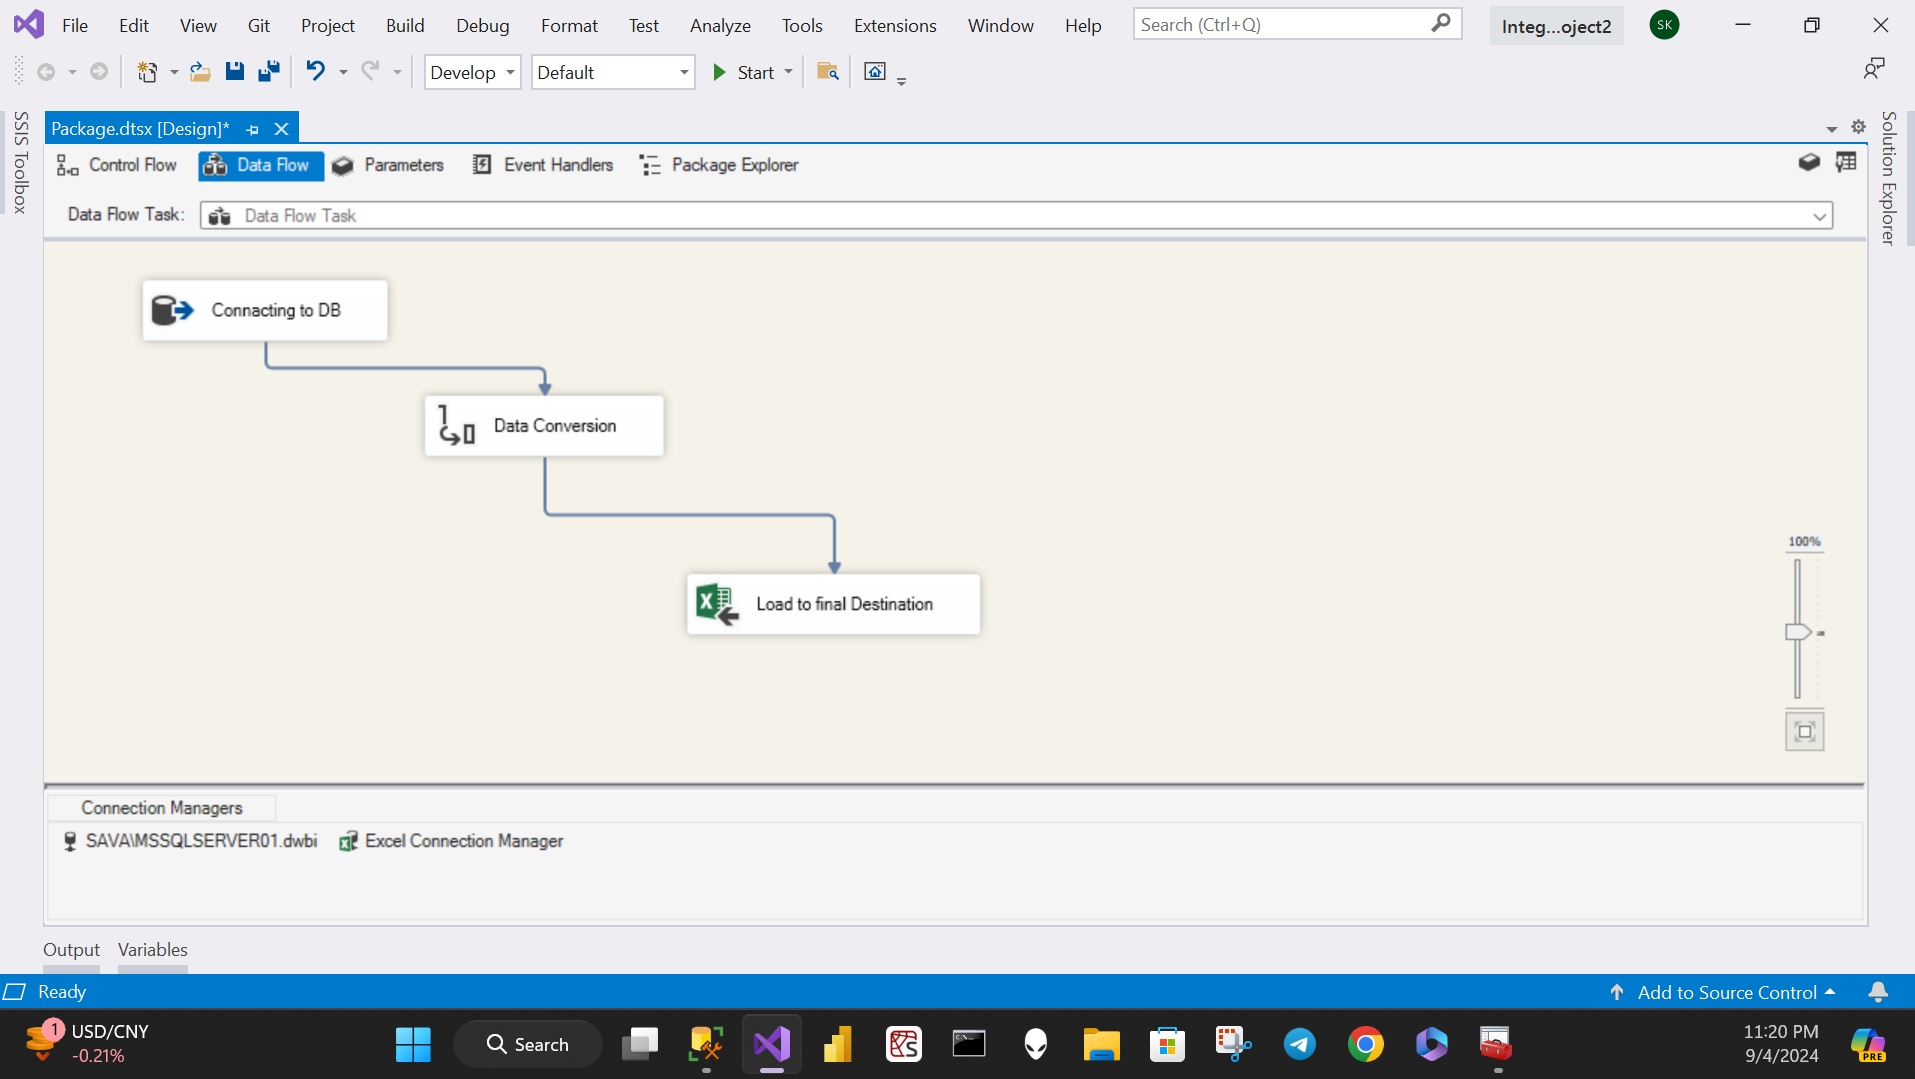 File Edit View Git Project Build Debug Format Test Analyze Tools Extensions Window Help Search (Ctrl+Q) Integ...oject2 SK
Develop Default Start
SSIS Toolbox
Package.dtsx [Design]*
Solution Explorer
Control Flow Data Flow Parameters Event Handlers Package Explorer
Data Flow Task: Data Flow Task
Connacting to DB
Data Conversion
100%
Load to final Destination
Connection Managers
SAVA\MSSQLSERVER01.dwbi Excel Connection Manager
Output Variables
Ready Add to Source Control
1 USD/CNY
-0.21%
Search
11:20 PM
9/4/2024
PRE